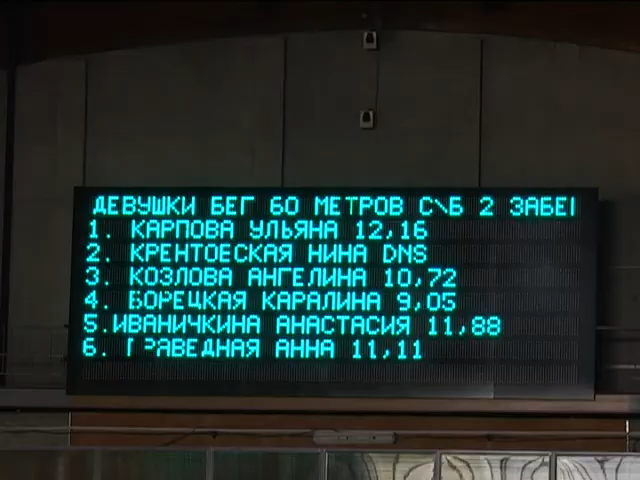 ДЕВУШКИ БЕГ 60 МЕТРОВ С\Б 2 ЗАБЕГ
1. КАРПОВА УЛЬЯНА 12,16
2. КРЕНТОЕСКАЯ НИНА DNS
3. КОЗЛОВА АНГЕЛИНА 10,72
4. БОРЕЦКАЯ КАРАЛИНА 9,05
5.ИВАНИЧКИНА АНАСТАСИЯ 11,88
6. АННА 11,11